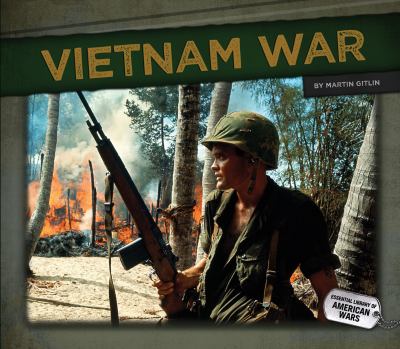 VIETNAM WAR
BY MARTIN GITLIN
ESSENTIAL LIBRARY OF
AMERICAN
WARS